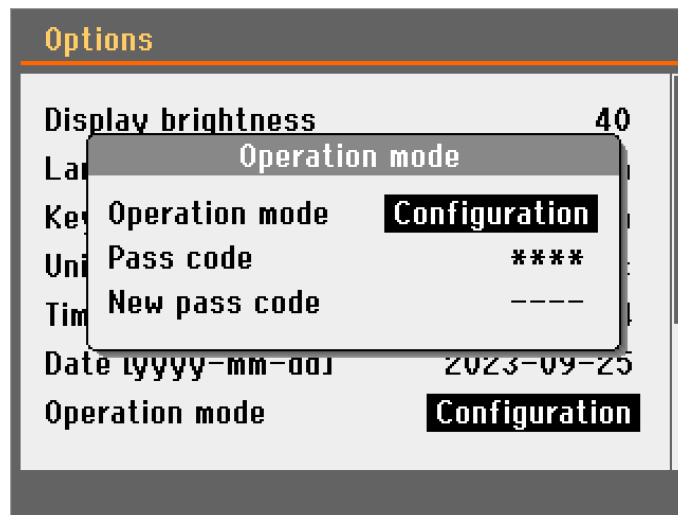 Options
Display brightness 40
Operation mode
Operation mode Configuration
Pass code ****
New pass code ----
Date [yyyy-mm-dd] 2023-09-25
Operation mode Configuration